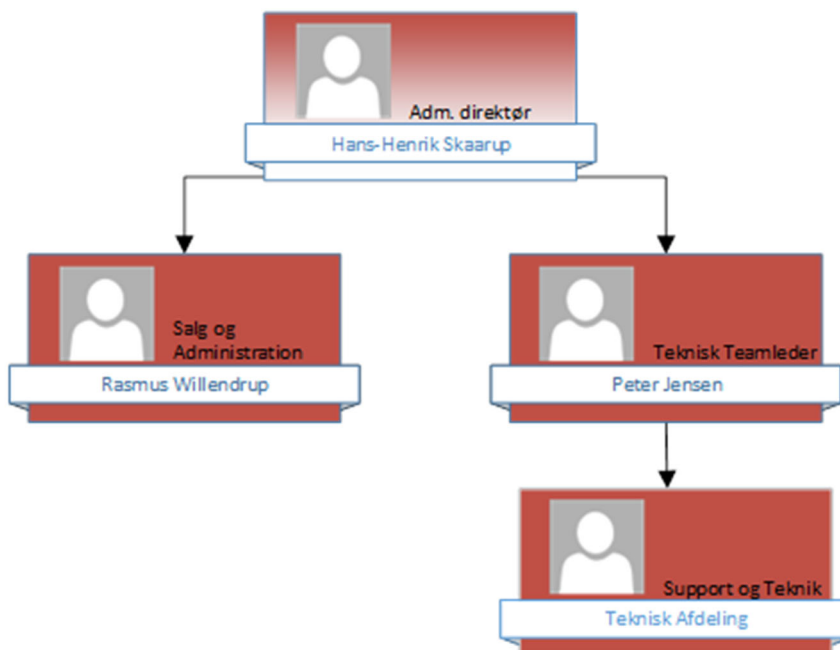 Adm. direktør
Hans-Henrik Skaarup
Salg og
Administration
Rasmus Willendrup
Teknisk Teamleder
Peter Jensen
Support og Teknik
Teknisk Afdeling